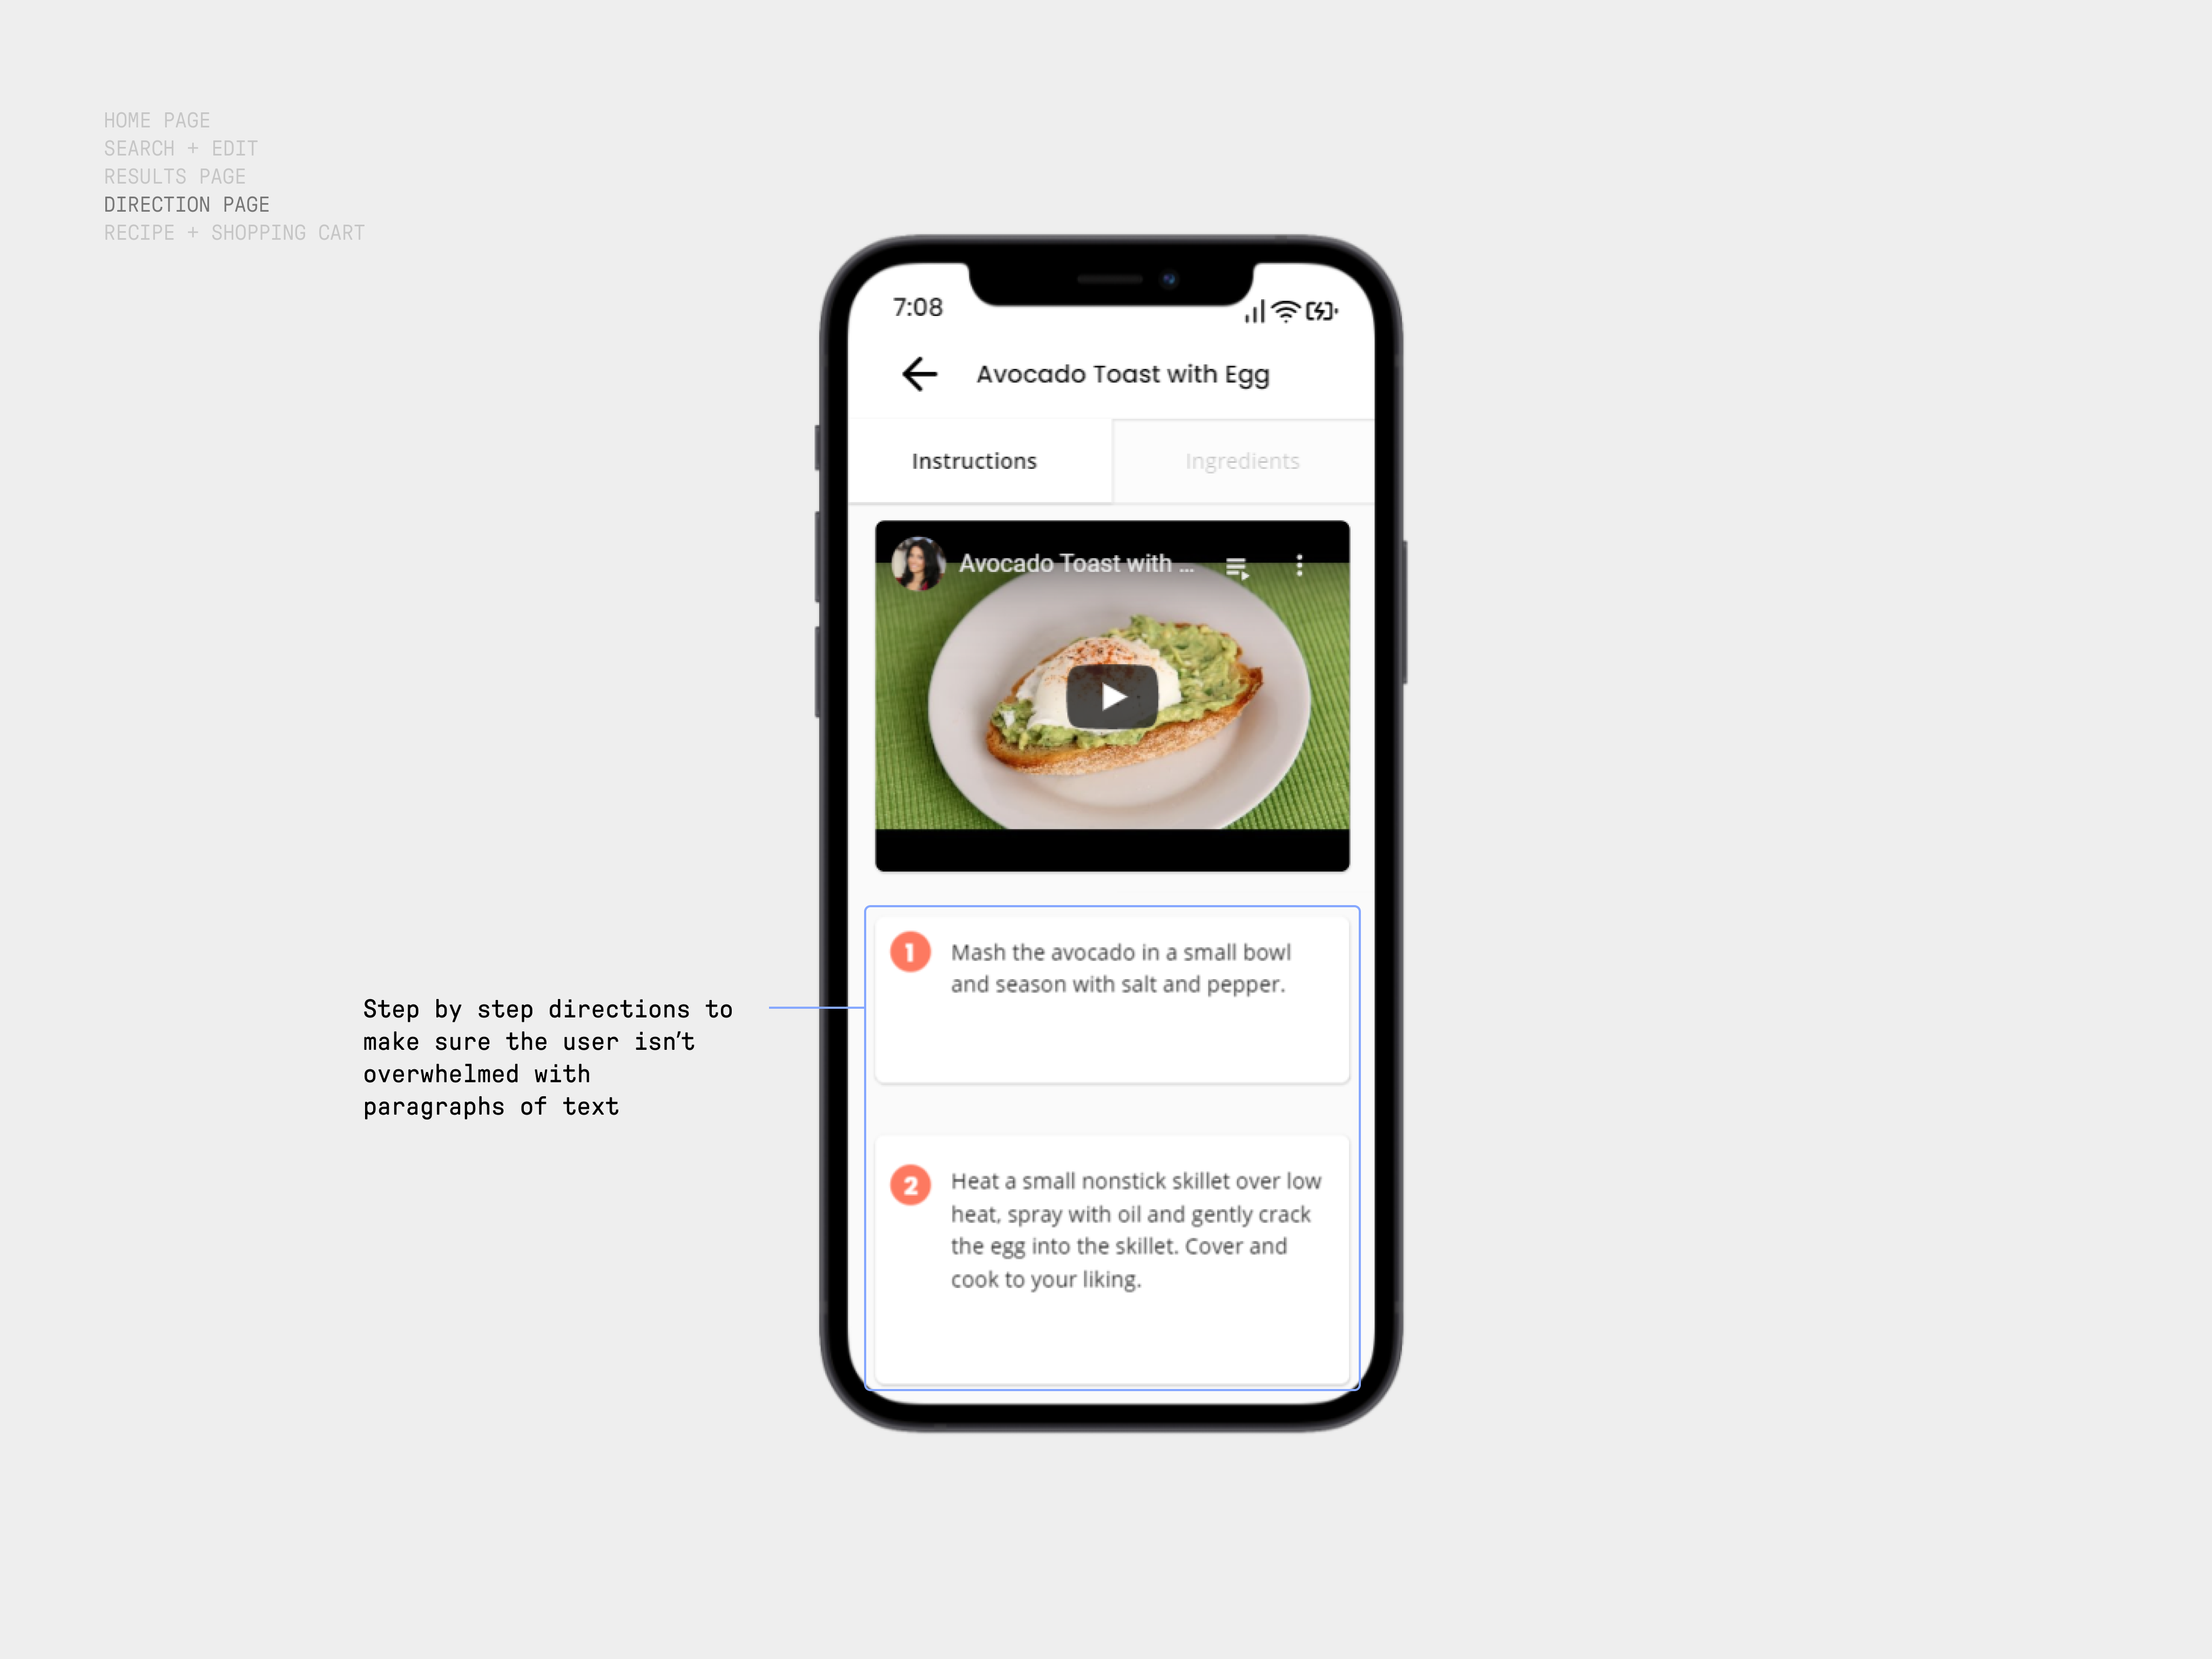 HOME PAGE
SEARCH + EDIT
RESULTS PAGE
DIRECTION PAGE
RECIPE + SHOPPING CART
7:08
Avocado Toast with Egg
Instructions
Ingredients
Avocado Toast with ...
1
Mash the avocado in a small bowl
and season with salt and pepper.
Step by step directions to
make sure the user isn't
overwhelmed with
paragraphs of text
2
Heat a small nonstick skillet over low
heat, spray with oil and gently crack
the egg into the skillet. Cover and
cook to your liking.